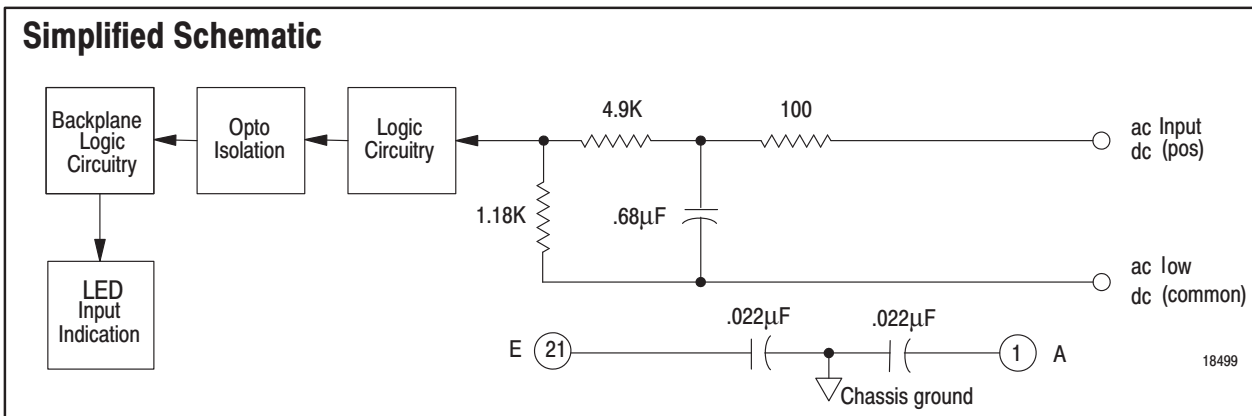 Simplified Schematic
Backplane
Logic
Circuitry
Opto
Isolation
Logic
Circuitry
4.9K
100
ac Input
dc (pos)
1.18K
.68µF
LED
Input
Indication
ac low
dc (common)
.022µF
.022µF
E 21
1 A
Chassis ground
18499